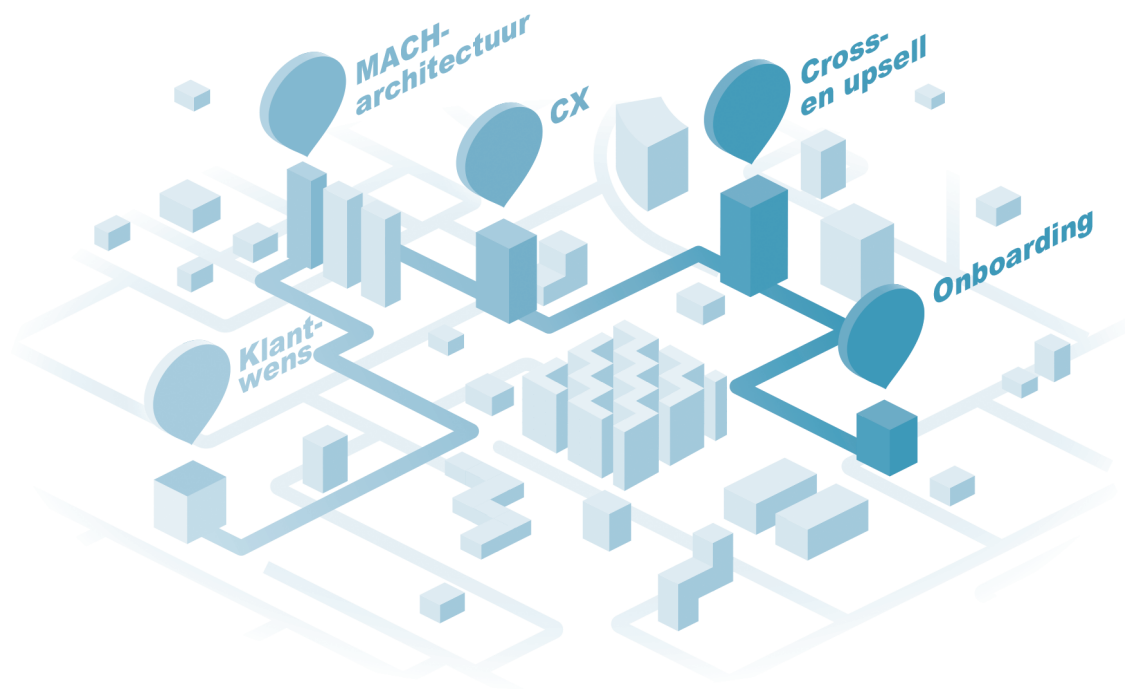 MACH-
architectuur
CX
Cross-
en upsell
Onboarding
Klant-
wens